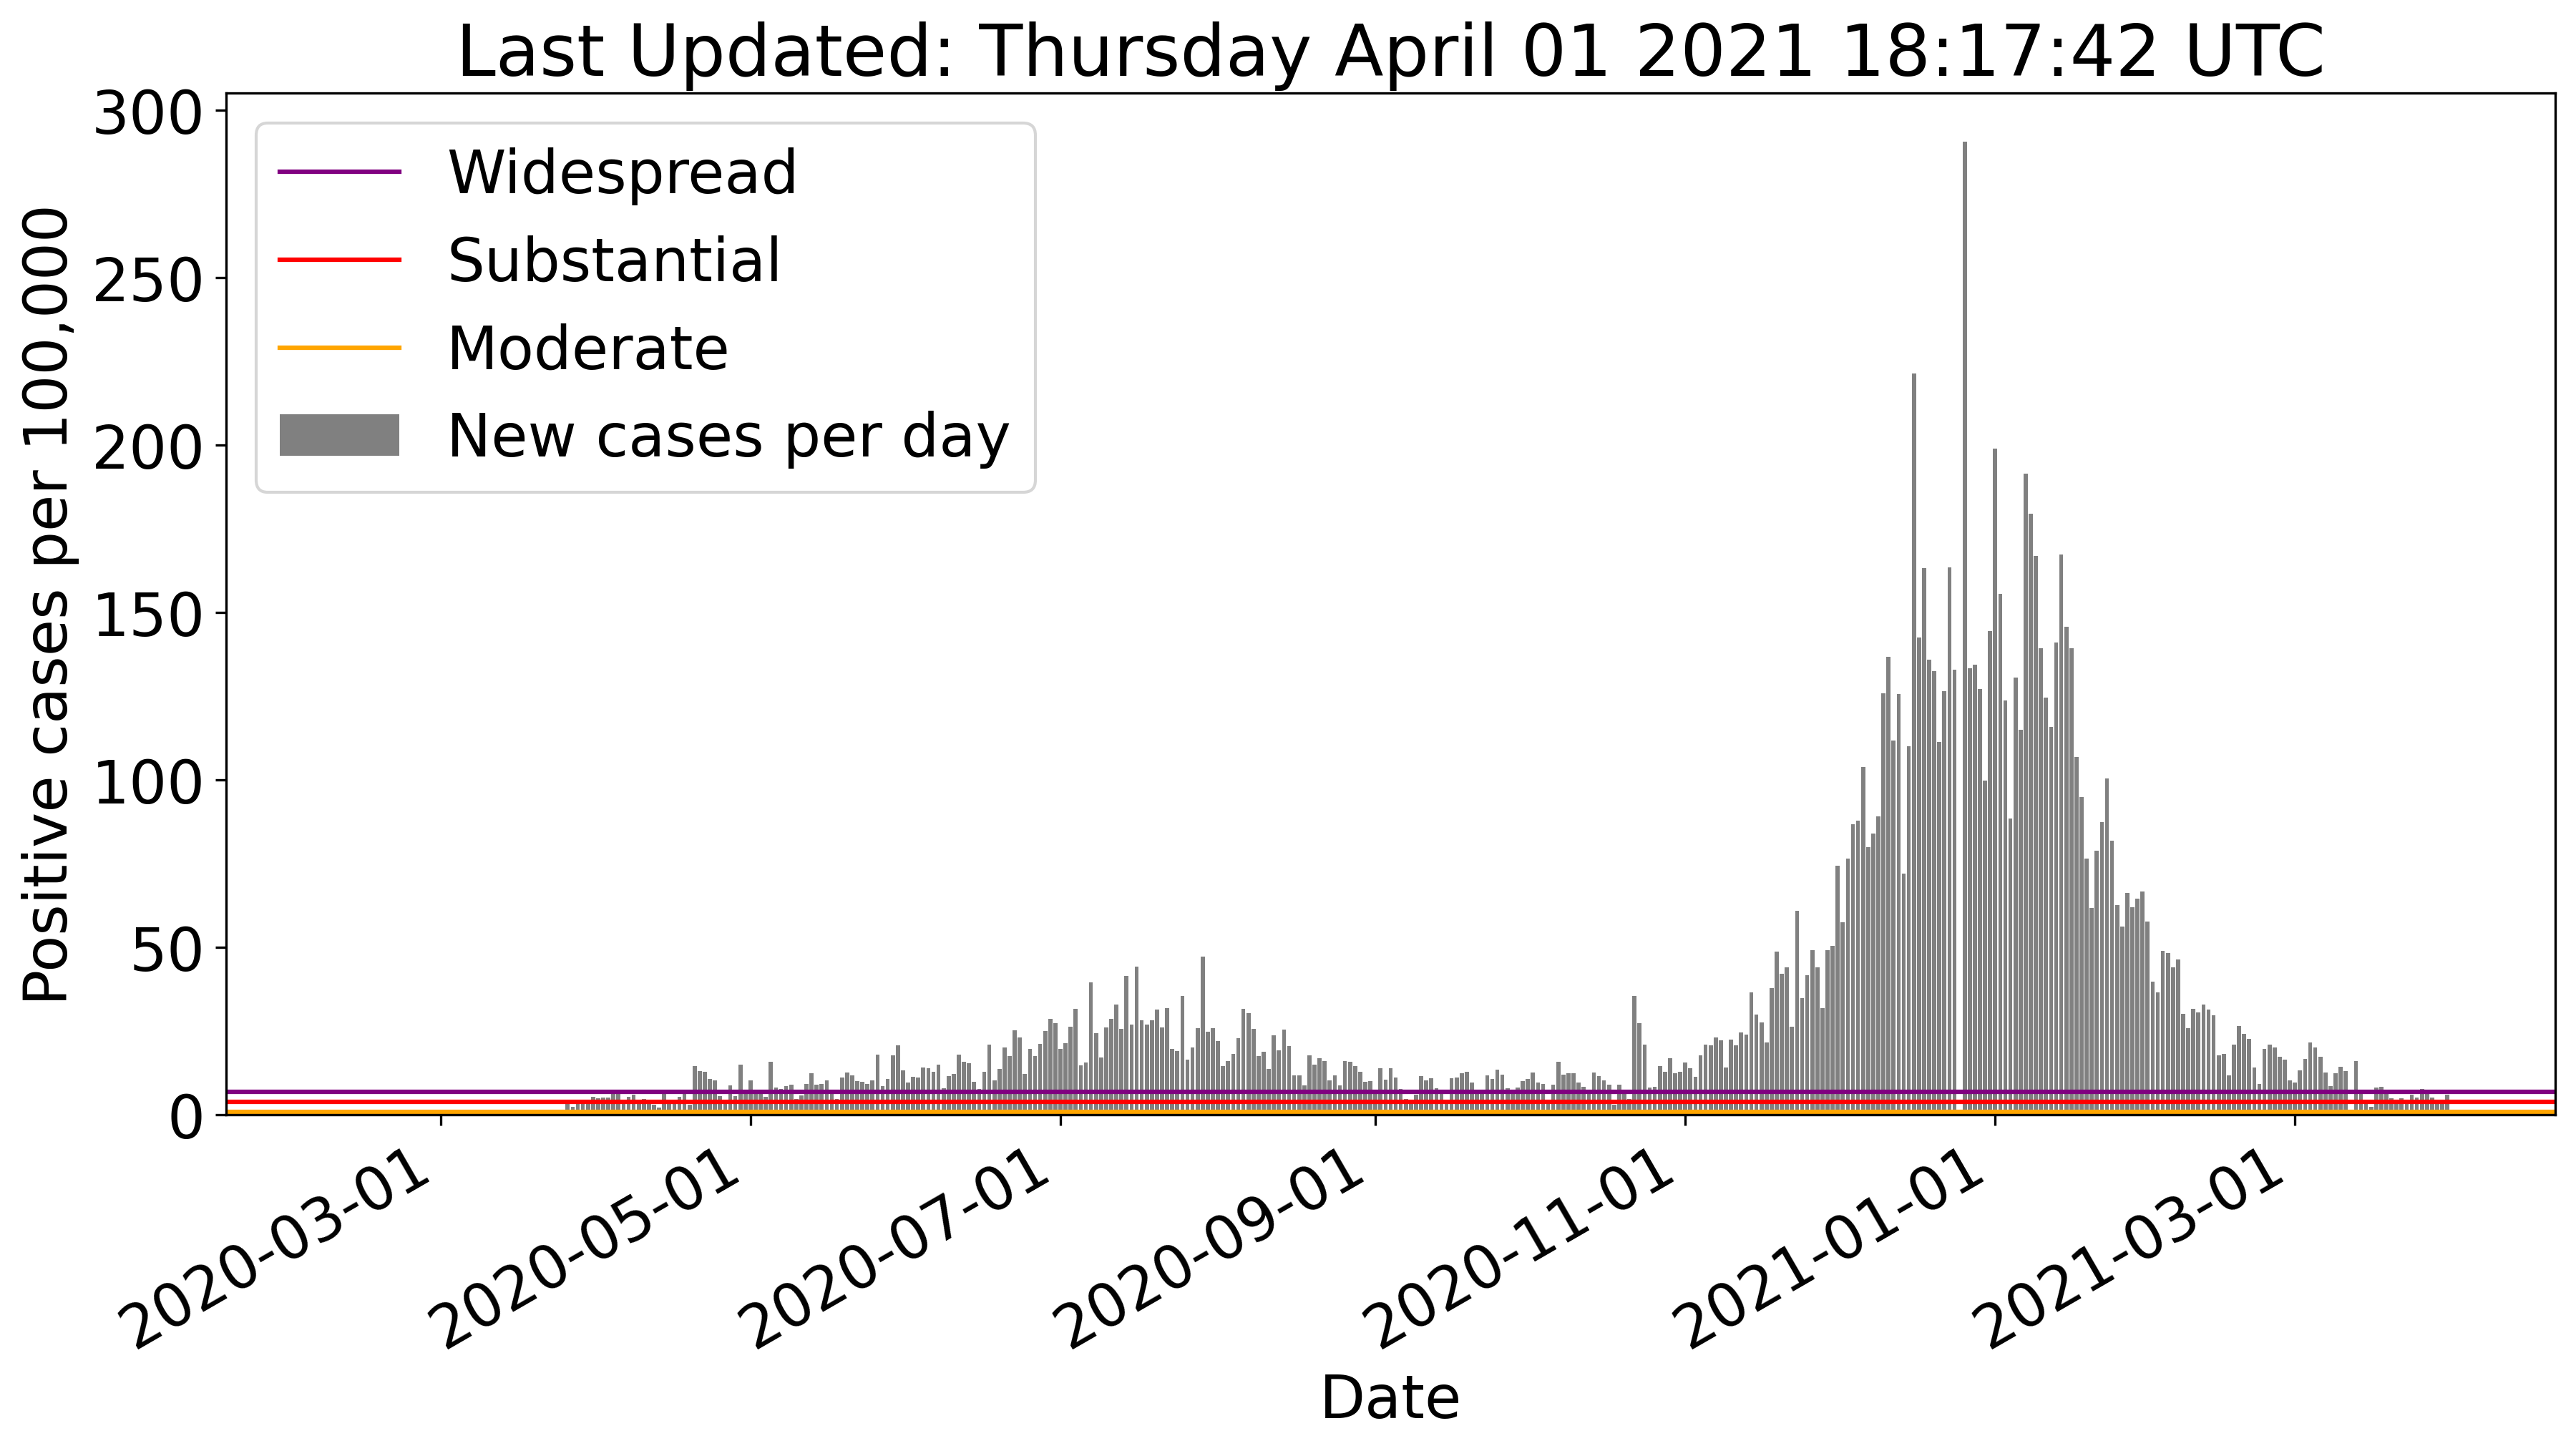 Last Updated: Thursday April 01 2021 18:17:42 UTC
300
250
200
150
100
50
0
Positive cases per 100,000
Widespread
Substantial
Moderate
New cases per day
2020-03-01
2020-05-01
2020-07-01
2020-09-01
2020-11-01
2021-01-01
2021-03-01
Date